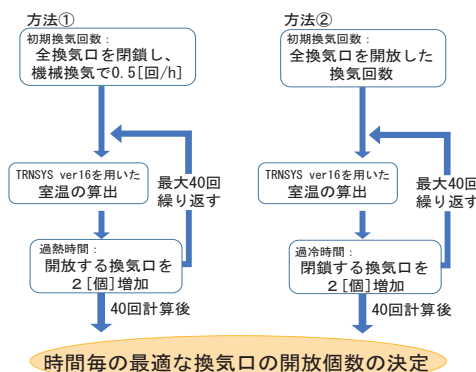 方法①
初期換気回数：
全換気口を閉鎖し、
機械換気で0.5[回/h]
TRNSYS ver16を用いた
室温の算出
最大40回
繰り返す
過熱時間：
開放する換気口を
２[個]増加
40回計算後
方法②
初期換気回数：
全換気口を開放した
換気回数
TRNSYS ver16を用いた
室温の算出
最大40回
繰り返す
過冷時間：
閉鎖する換気口を
２[個]増加
40回計算後
時間毎の最適な換気口の開放個数の決定